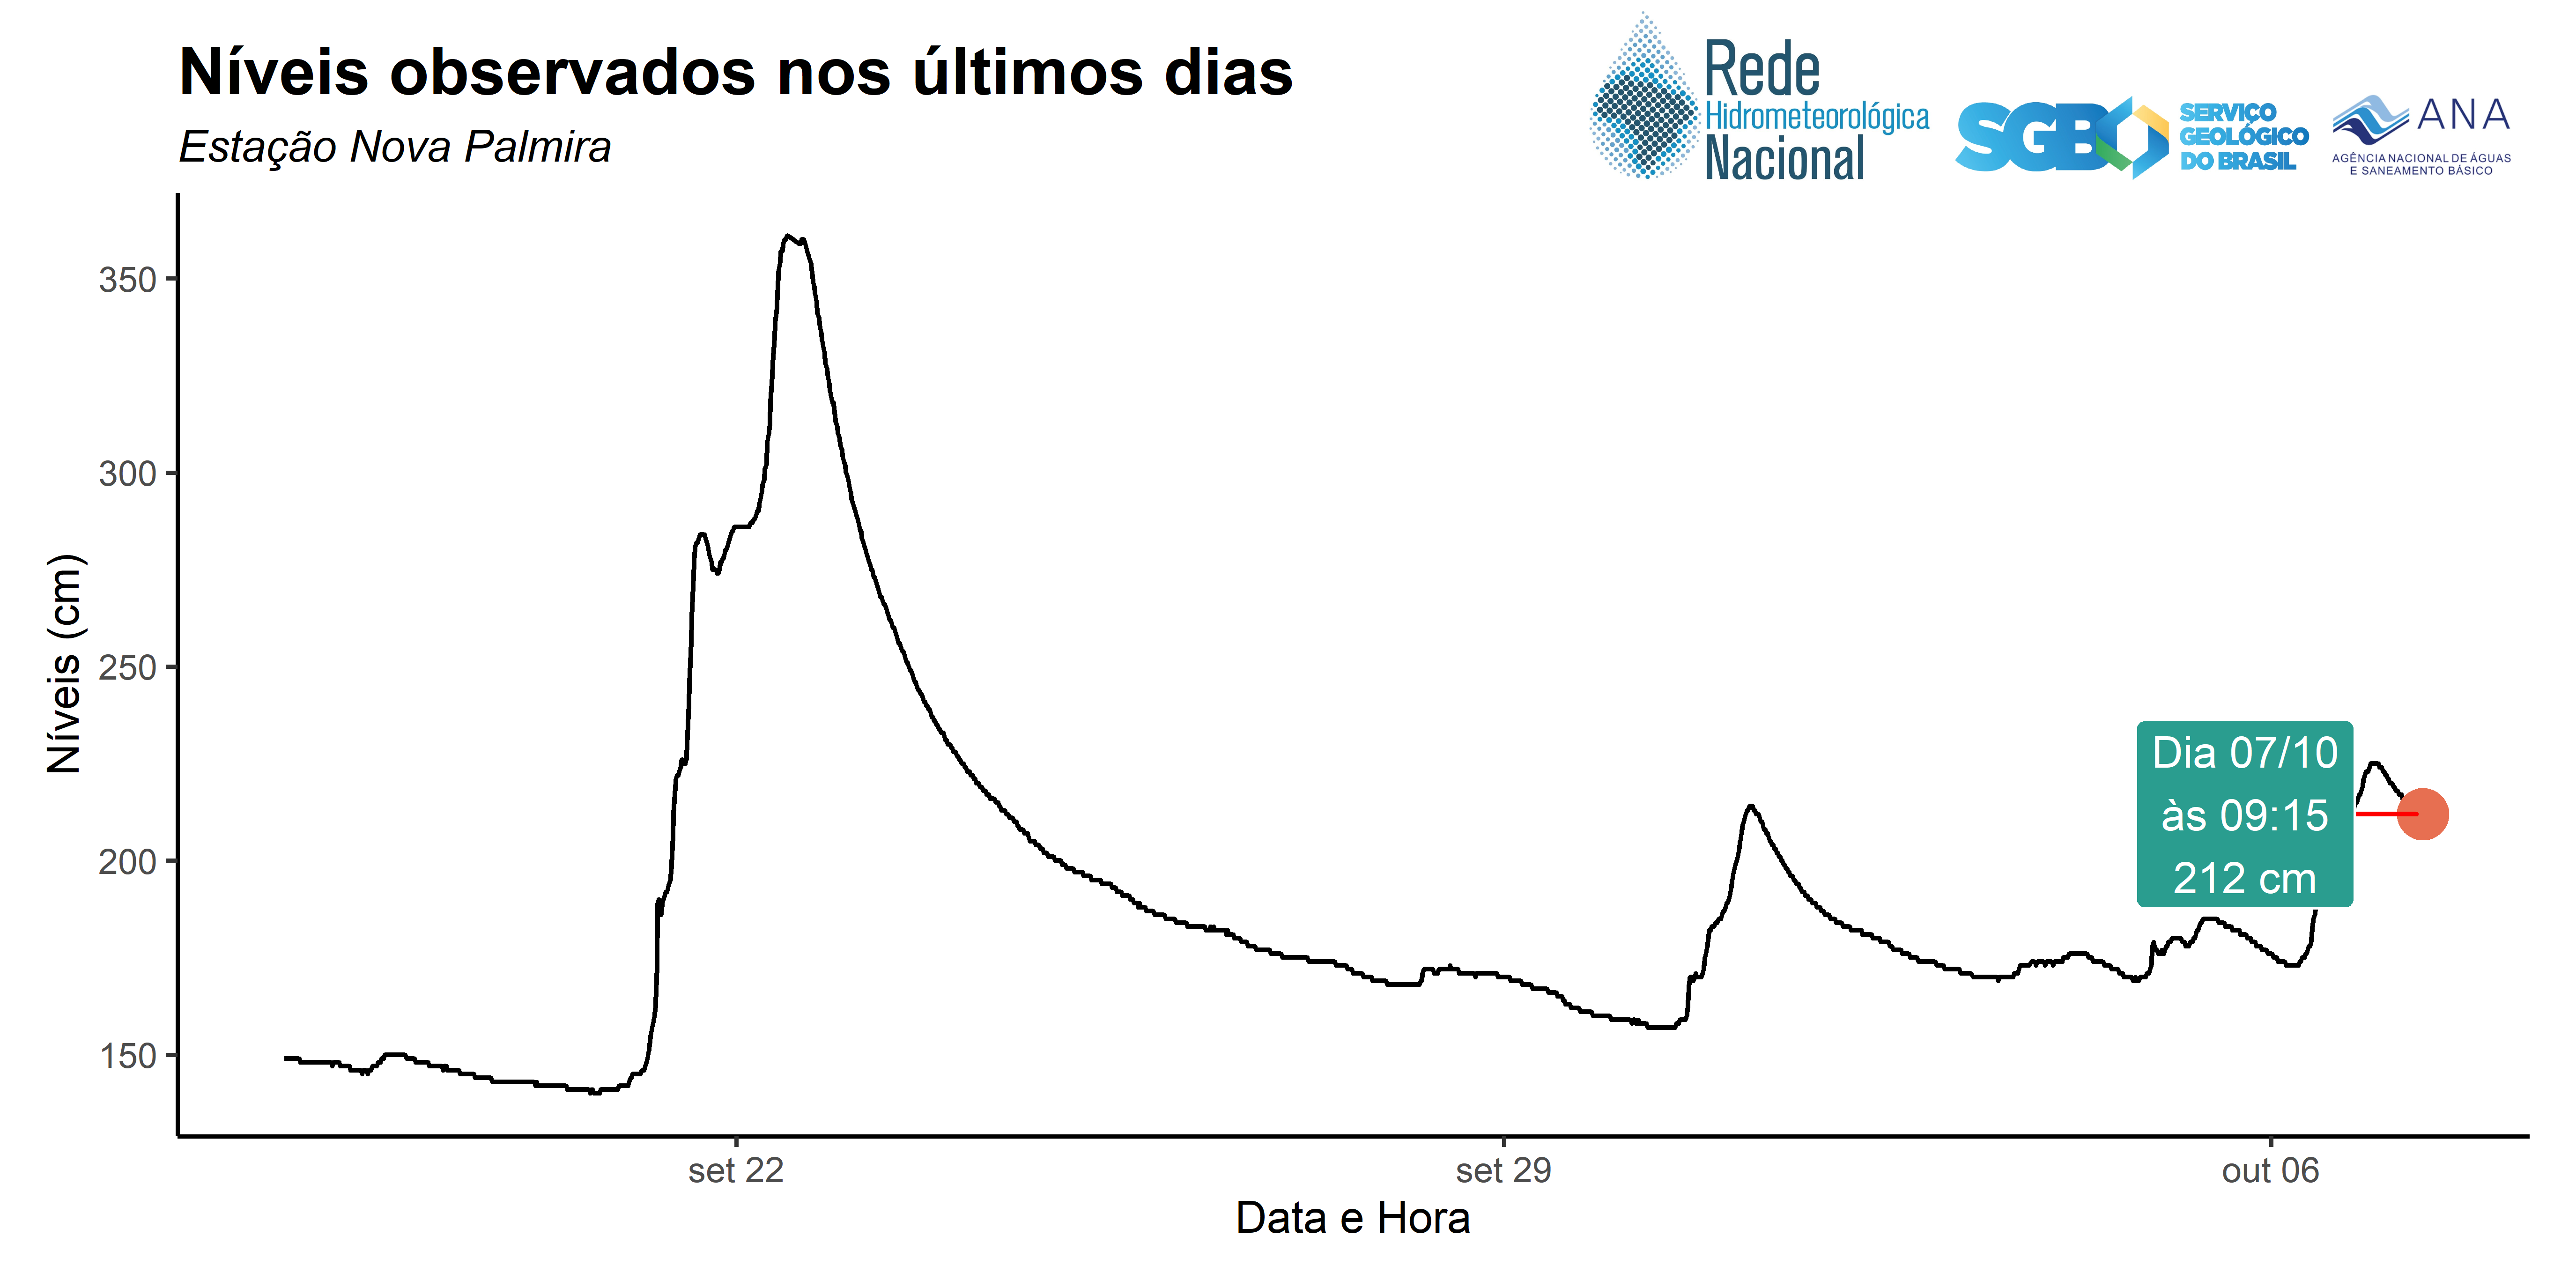 Níveis observados nos últimos dias
Estação Nova Palmira
Rede
Hidrometeorológica
Nacional
SGB
SERVIÇO
GEOLÓGICO
DO BRASIL
ANA
AGÊNCIA NACIONAL DE ÁGUAS
E SANEAMENTO BÁSICO
Níveis (cm)
350
300
250
200
150
Dia 07/10
às 09:15
212 cm
set 22
set 29
out 06
Data e Hora